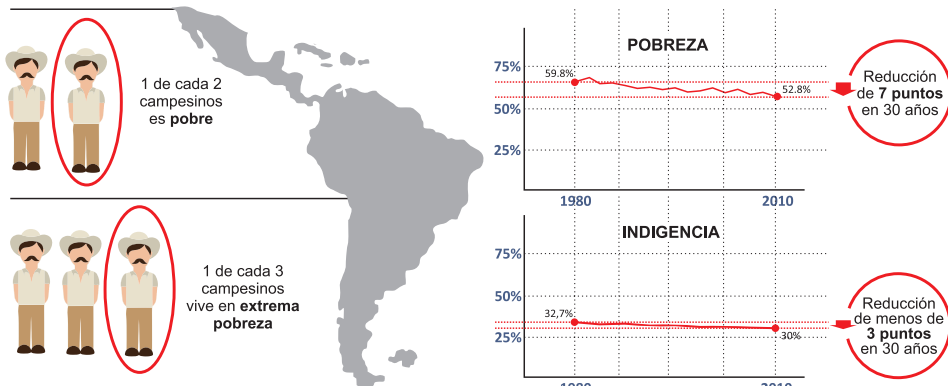 1 de cada 2
campesinos
es pobre
1 de cada 3
campesinos
vive en extrema
pobreza
POBREZA
75%
59.8%
52.8%
50%
25%
1980
2010
Reducción
de 7 puntos
en 30 años
INDIGENCIA
75%
50%
32,7%
25%
30%
1980
2010
Reducción
de menos de
3 puntos
en 30 años